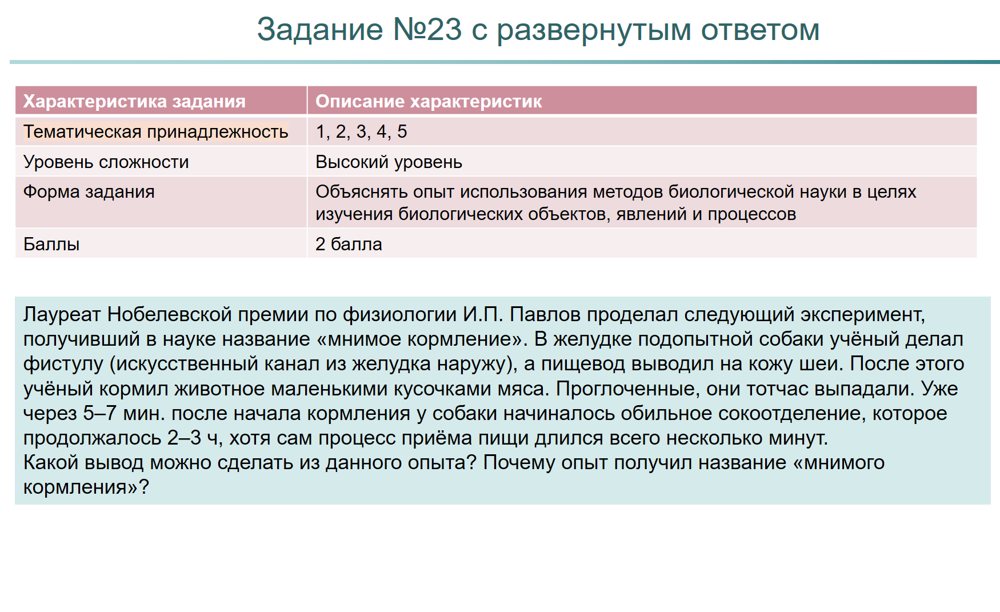 Задание №23 с развернутым ответом
Характеристика задания Описание характеристик
Тематическая принадлежность 1, 2, 3, 4, 5
Уровень сложности Высокий уровень
Форма задания Объяснять опыт использования методов биологической науки в целях
изучения биологических объектов, явлений и процессов
Баллы 2 балла
Лауреат Нобелевской премии по физиологии И.П. Павлов проделал следующий эксперимент,
получивший в науке название «мнимое кормление». В желудке подопытной собаки учёный делал
фистулу (искусственный канал из желудка наружу), а пищевод выводил на кожу шеи. После этого
учёный кормил животное маленькими кусочками мяса. Проглоченные, они тотчас выпадали. Уже
через 5–7 мин. после начала кормления у собаки начиналось обильное сокоотделение, которое
продолжалось 2–3 ч, хотя сам процесс приёма пищи длился всего несколько минут.
Какой вывод можно сделать из данного опыта? Почему опыт получил название «мнимого
кормления»?